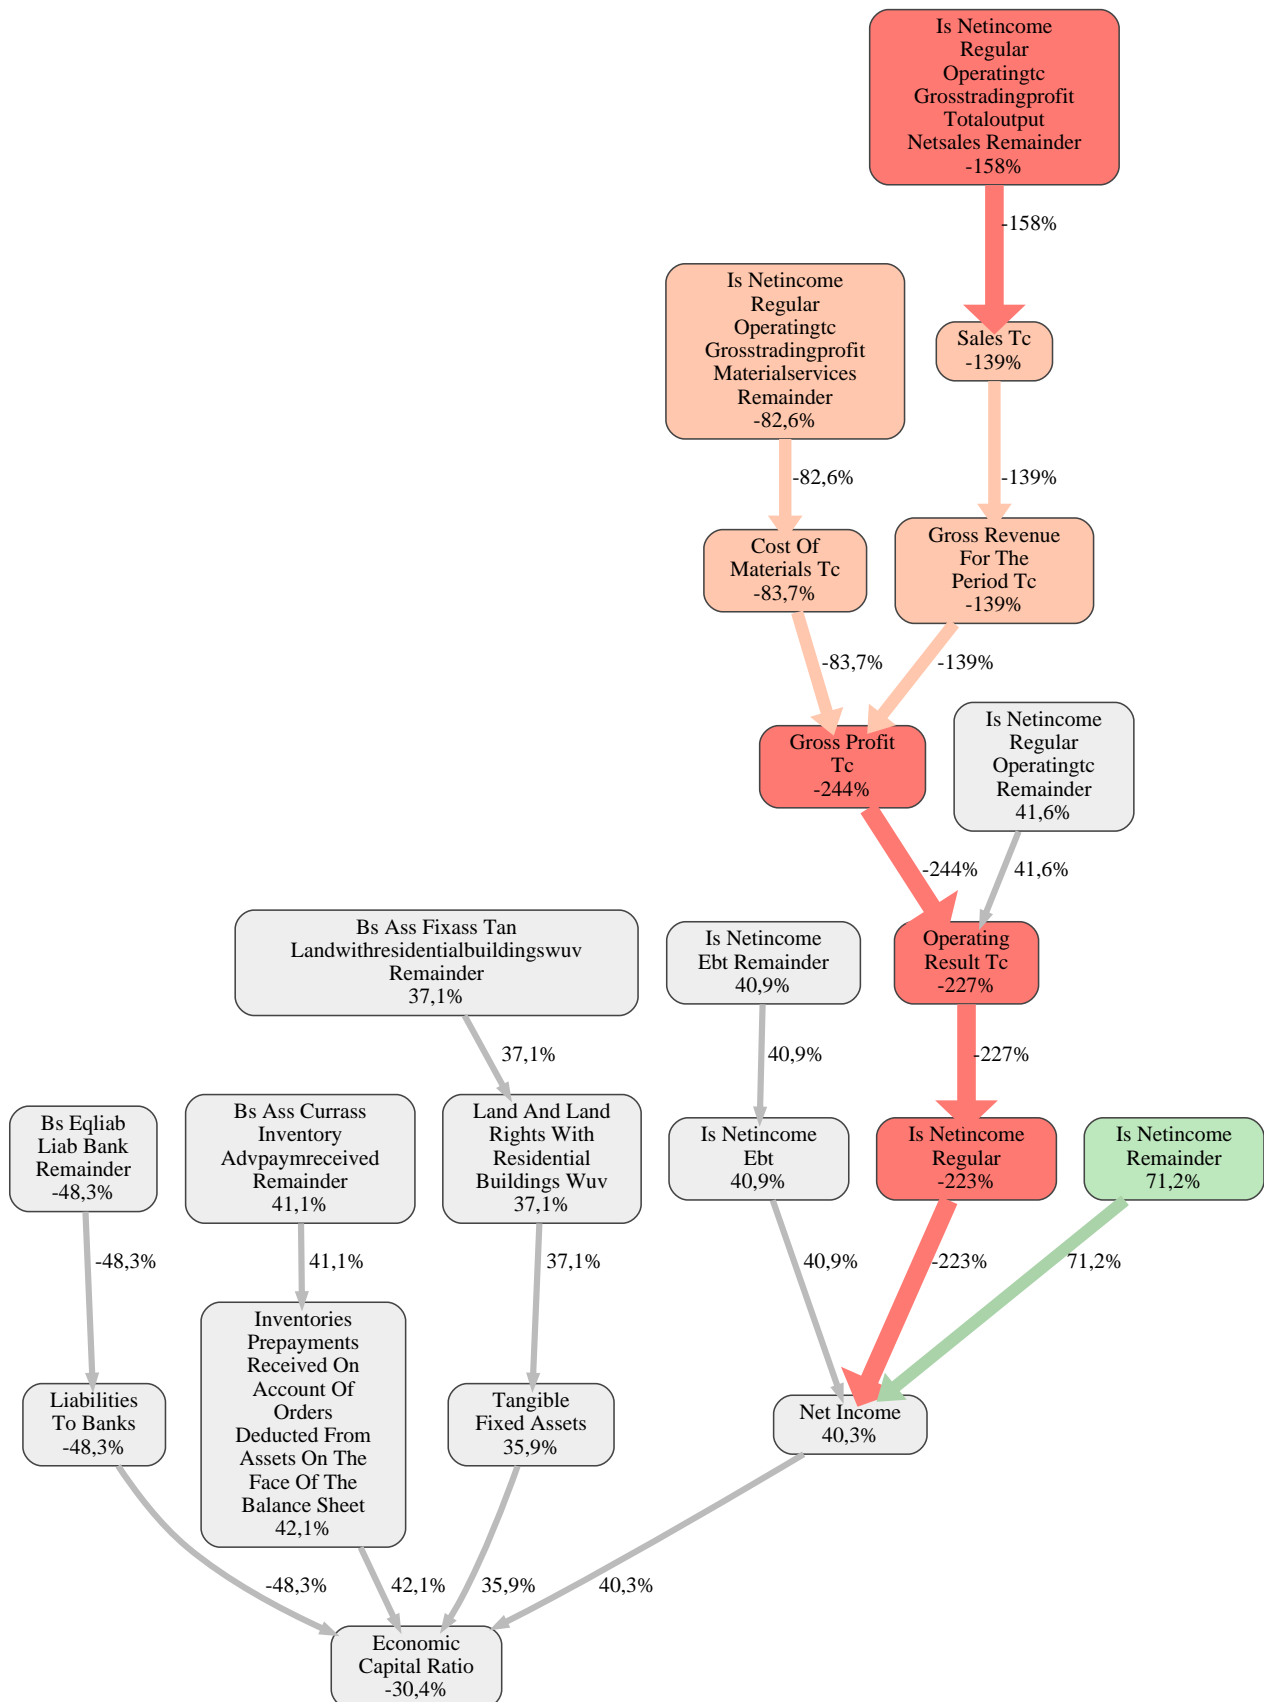 Is Netincome
Regular
Operatingtc
Grosstradingprofit
Totaloutput
Netsales Remainder
-158%
-158%
Is Netincome
Regular
Operatingtc
Grosstradingprofit
Materialservices
Remainder
-82,6%
Sales Tc
-139%
-82,6%
-139%
Cost Of
Materials Tc
-83,7%
Gross Revenue
For The
Period Tc
-139%
-83,7%
-139%
Gross Profit
Tc
-244%
Is Netincome
Regular
Operatingtc
Remainder
41,6%
-244%
41,6%
Bs Ass Fixass Tan
Landwithresidentialbuildingswuv
Remainder
37,1%
Is Netincome
Ebt Remainder
40,9%
Operating
Result Tc
-227%
37,1%
40,9%
-227%
Bs Eqliab
Liab Bank
Remainder
-48,3%
Bs Ass Currass
Inventory
Advpaymreceived
Remainder
41,1%
Land And Land
Rights With
Residential
Buildings Wuv
37,1%
Is Netincome
Ebt
40,9%
Is Netincome
Regular
-223%
Is Netincome
Remainder
71,2%
-48,3%
41,1%
37,1%
40,9%
-223%
71,2%
Liabilities
To Banks
-48,3%
Inventories
Prepayments
Received On
Account Of
Orders
Deducted From
Assets On The
Face Of The
Balance Sheet
42,1%
Tangible
Fixed Assets
35,9%
Net Income
40,3%
-48,3%
42,1%
35,9%
40,3%
Economic
Capital Ratio
-30,4%